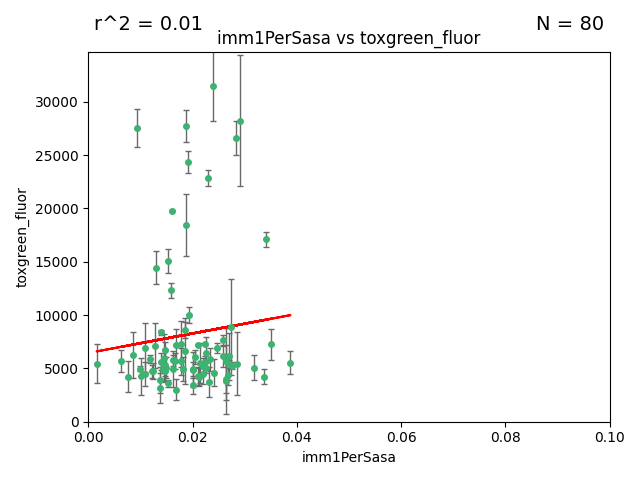 r^2 = 0.01
N = 80
imm1PerSasa vs toxgreen_fluor
toxgreen_fluor
30000
25000
20000
15000
10000
5000
0
0.00
0.02
0.04
0.06
0.08
0.10
imm1PerSasa